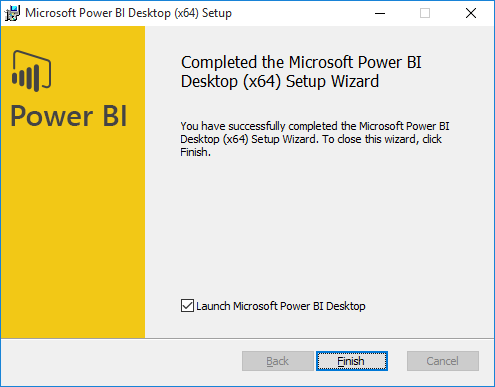 Microsoft Power BI Desktop (x64) Setup
Power BI
Completed the Microsoft Power BI
Desktop (x64) Setup Wizard
You have successfully completed the Microsoft Power BI
Desktop (x64) Setup Wizard. To close this wizard, click
Finish.
Launch Microsoft Power BI Desktop
Back Finish Cancel